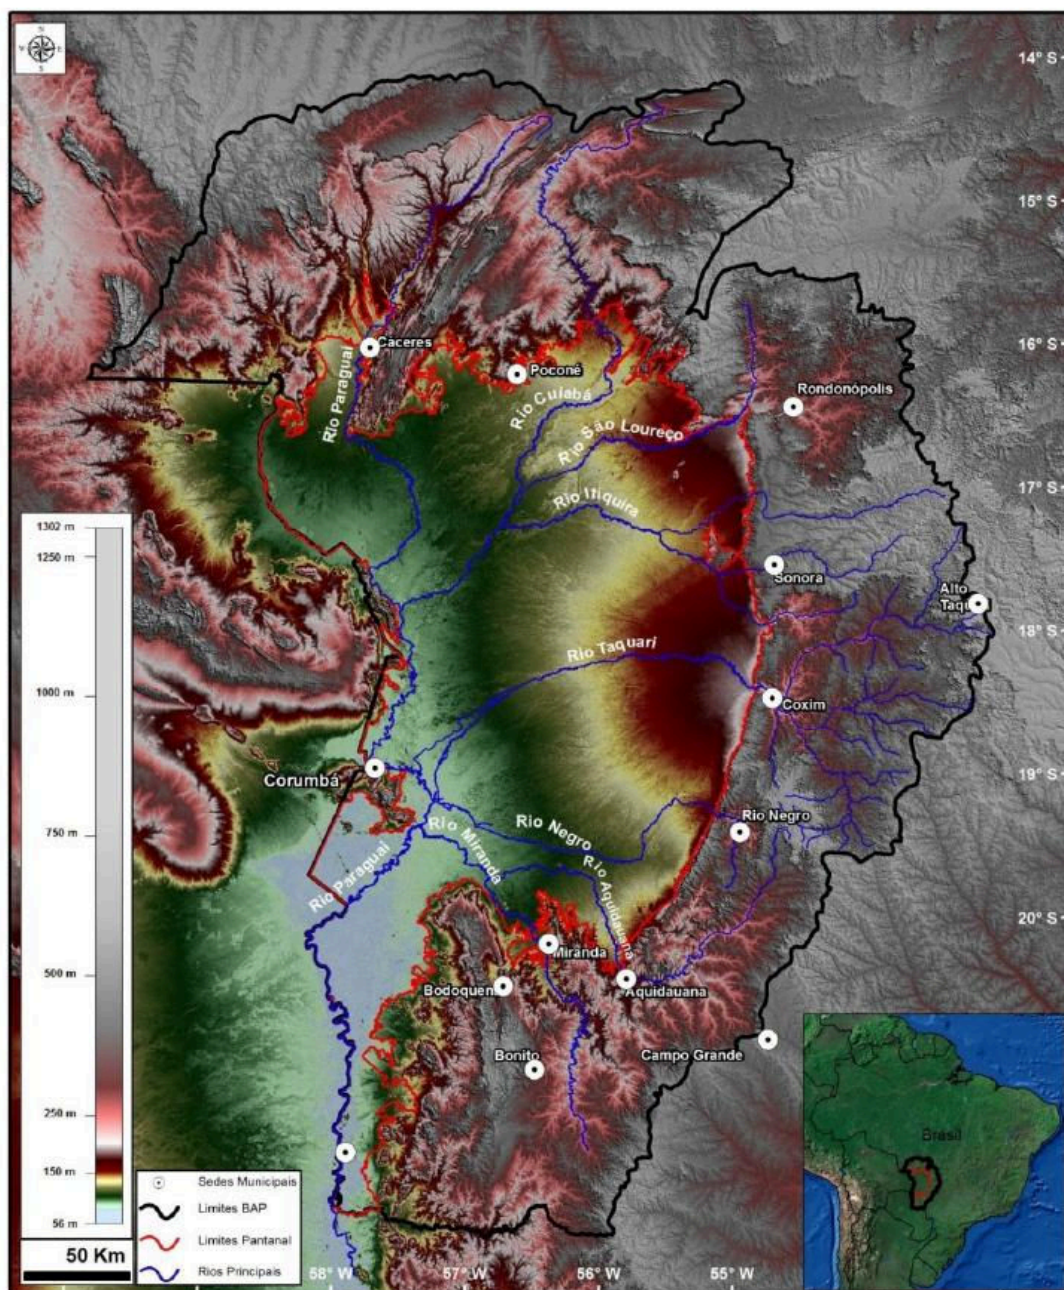 N
W E
S
14° S
15° S
16° S
17° S
18° S
19° S
20° S
Cáceres
Poconé
Rondonópolis
Rio Paraguai
Rio Cuiabá
Rio São Loureço
Rio Itiquira
Sonora
Alto
Rio Taquari
Coxim
Corumbá
Rio Negro
Rio Negro
Rio Miranda
Rio Paraguai
Rio Aquidauana
Miranda
Bodoquen
Aquidauana
Bonito
Campo Grande
1302 m
1250 m
1000 m
750 m
500 m
250 m
150 m
56 m
50 Km
Sedes Municipais
Limites BAP
Limites Pantanal
Rios Principais
58° W
57° W
56° W
55° W
Brasil